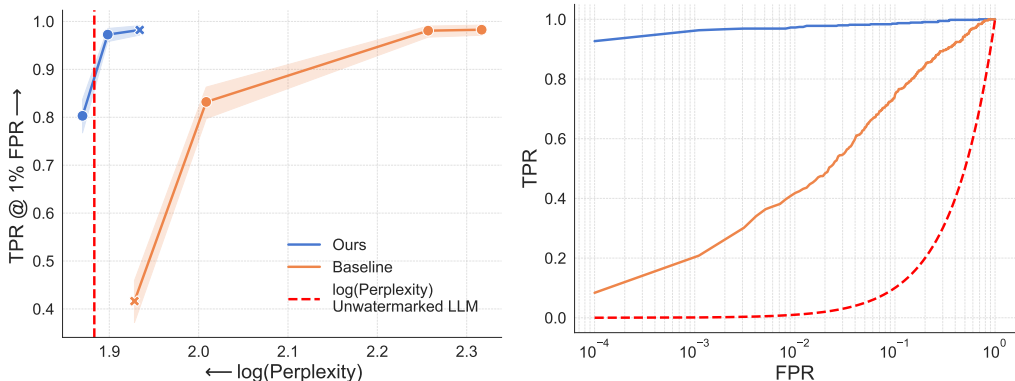 1.0
0.9
0.8
0.7
0.6
0.5
0.4
TPR @ 1% FPR ⟶
1.9
2.0
2.1
2.2
2.3
⟵ log(Perplexity)
Ours
Baseline
log(Perplexity)
Unwatermarked LLM
1.0
0.8
0.6
0.4
0.2
0.0
TPR
10⁻⁴
10⁻³
10⁻²
10⁻¹
10⁰
FPR